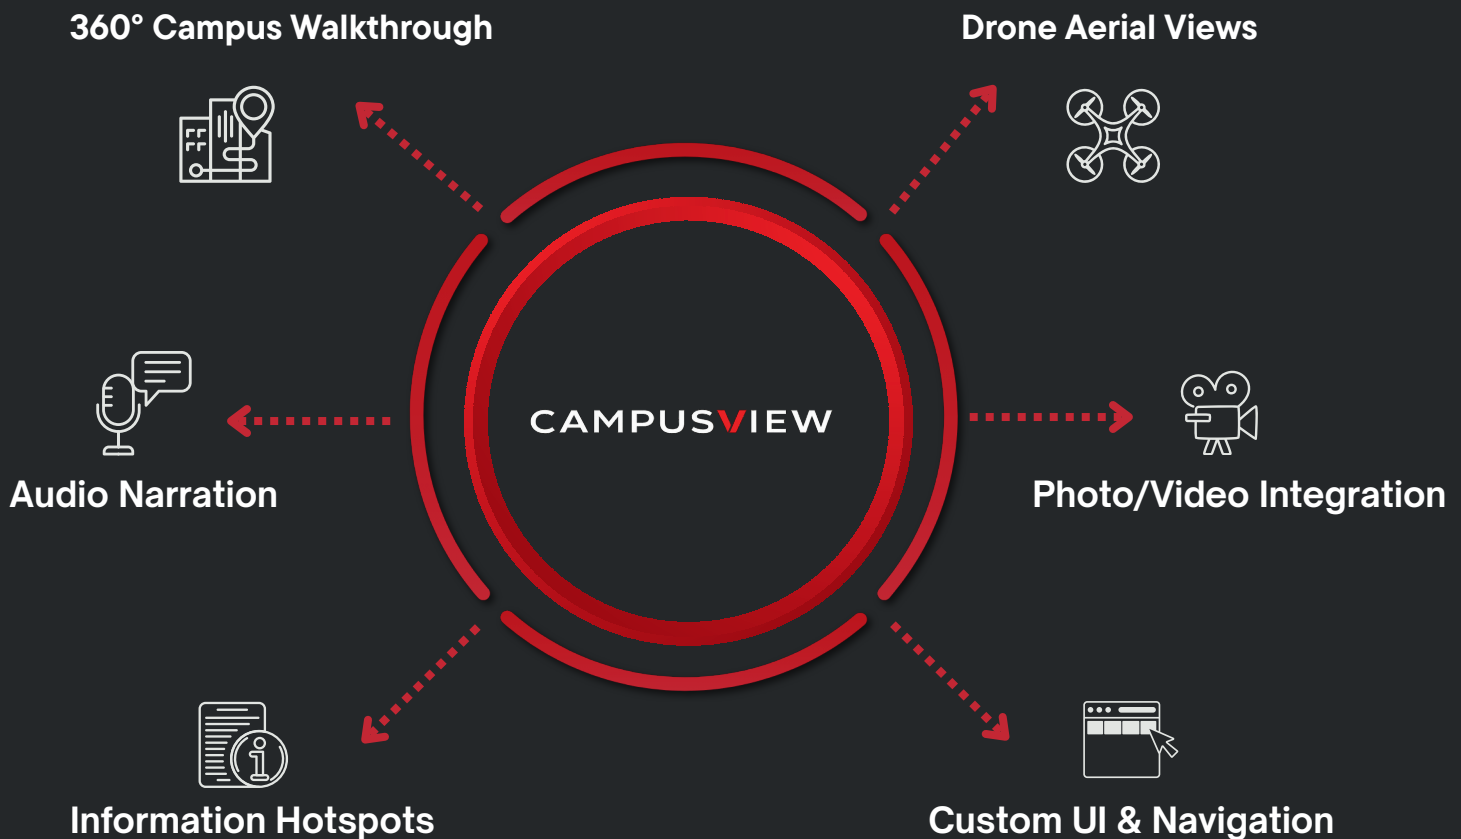 360° Campus Walkthrough
Drone Aerial Views
CAMPUSVIEW
Audio Narration
Photo/Video Integration
Information Hotspots
Custom UI & Navigation